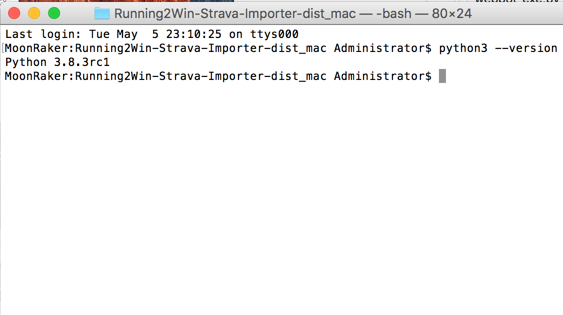 Running2Win-Strava-Importer-dist_mac — -bash — 80×24
Last login: Tue May  5 23:10:25 on ttys000
[MoonRaker:Running2Win-Strava-Importer-dist_mac Administrator$ python3 --version
Python 3.8.3rc1
MoonRaker:Running2Win-Strava-Importer-dist_mac Administrator$